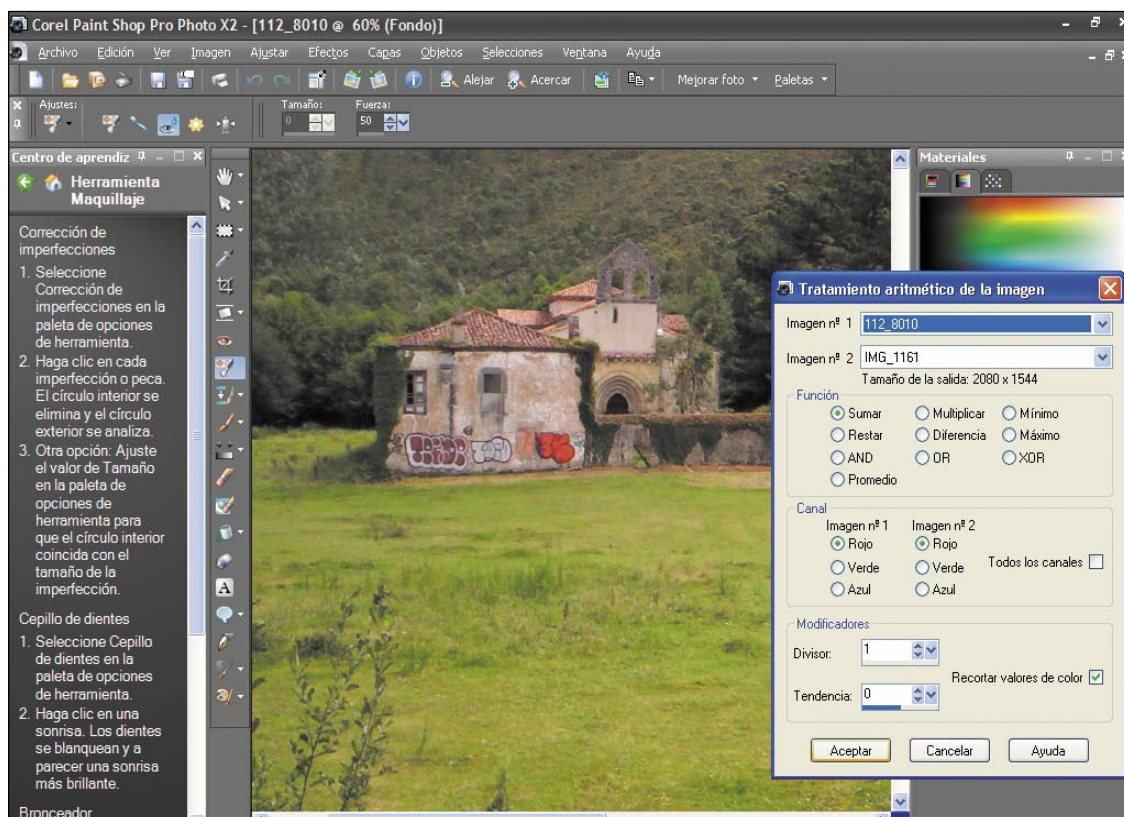 Corel Paint Shop Pro Photo X2 - [112_8010 @ 60% (Fondo)]
Archivo Edición Ver Imagen Ajustar Efectos Capas Objetos Selecciones Ventana Ayuda
Alejar Acercar Mejorar foto Paletas
Ajustes: Tamaño: Fuerza:
0 50
Centro de aprendiz
Herramienta
Maquillaje
Corrección de
imperfecciones
1. Seleccione
Corrección de
imperfecciones en la
paleta de opciones
de herramienta.
2. Haga clic en cada
imperfección o peca.
El círculo interior se
elimina y el círculo
exterior se analiza.
3. Otra opción: Ajuste
el valor de Tamaño
en la paleta de
opciones de
herramienta para
que el círculo interior
coincida con el
tamaño de la
imperfección.
Cepillo de dientes
1. Seleccione Cepillo
de dientes en la
paleta de opciones
de herramienta.
2. Haga clic en una
sonrisa. Los dientes
se blanquean y a
parecer una sonrisa
más brillante.
Bronceador
A
Materiales
Tratamiento aritmético de la imagen
Imagen nº 1 112_8010
Imagen nº 2 IMG_1161
Tamaño de la salida: 2080 x 1544
Función
Sumar Multiplicar Mínimo
Restar Diferencia Máximo
AND OR XOR
Promedio
Canal
Imagen nº 1 Imagen nº 2
Rojo Rojo
Verde Verde Todos los canales
Azul Azul
Modificadores
Divisor: 1
Recortar valores de color
Tendencia: 0
Aceptar Cancelar Ayuda